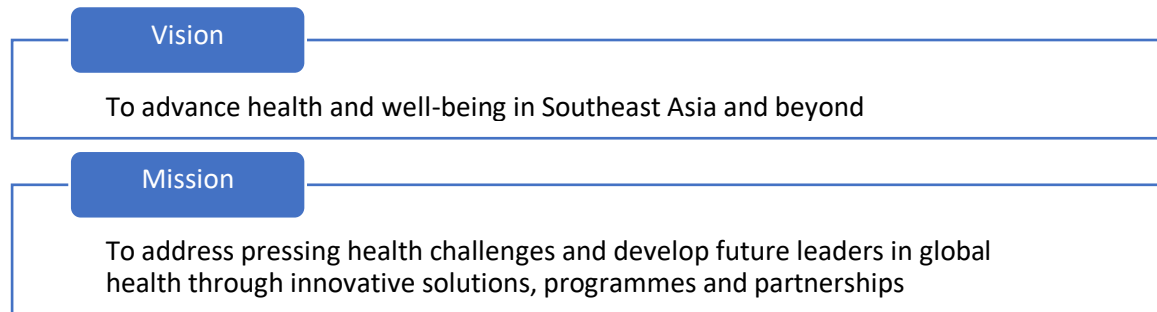 Vision
To advance health and well-being in Southeast Asia and beyond
Mission
To address pressing health challenges and develop future leaders in global
health through innovative solutions, programmes and partnerships